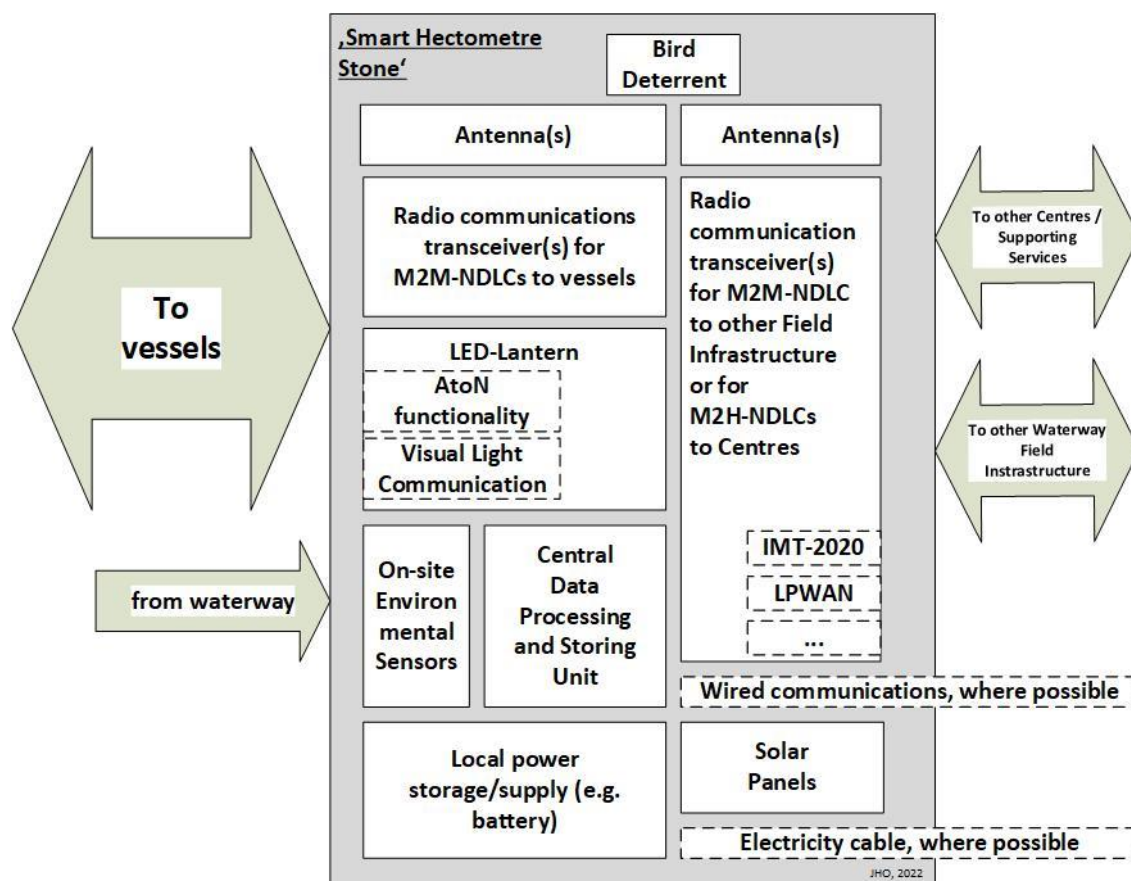 ‚Smart Hectometre
Stone‘
Bird
Deterrent
Antenna(s)
Antenna(s)
Radio communications
transceiver(s) for
M2M-NDLCs to vessels
Radio
communication
transceiver(s)
for M2M-NDLC
to other Field
Infrastructure
or for
M2H-NDLCs
to Centres
To other Centres /
Supporting
Services
To
vessels
LED-Lantern
AtoN
functionality
Visual Light
Communication
To other Waterway
Field
Instrastructure
IMT-2020
LPWAN
...
from waterway
On-site
Environ
mental
Sensors
Central
Data
Processing
and Storing
Unit
Wired communications, where possible
Local power
storage/supply (e.g.
battery)
Solar
Panels
Electricity cable, where possible
JHO, 2022